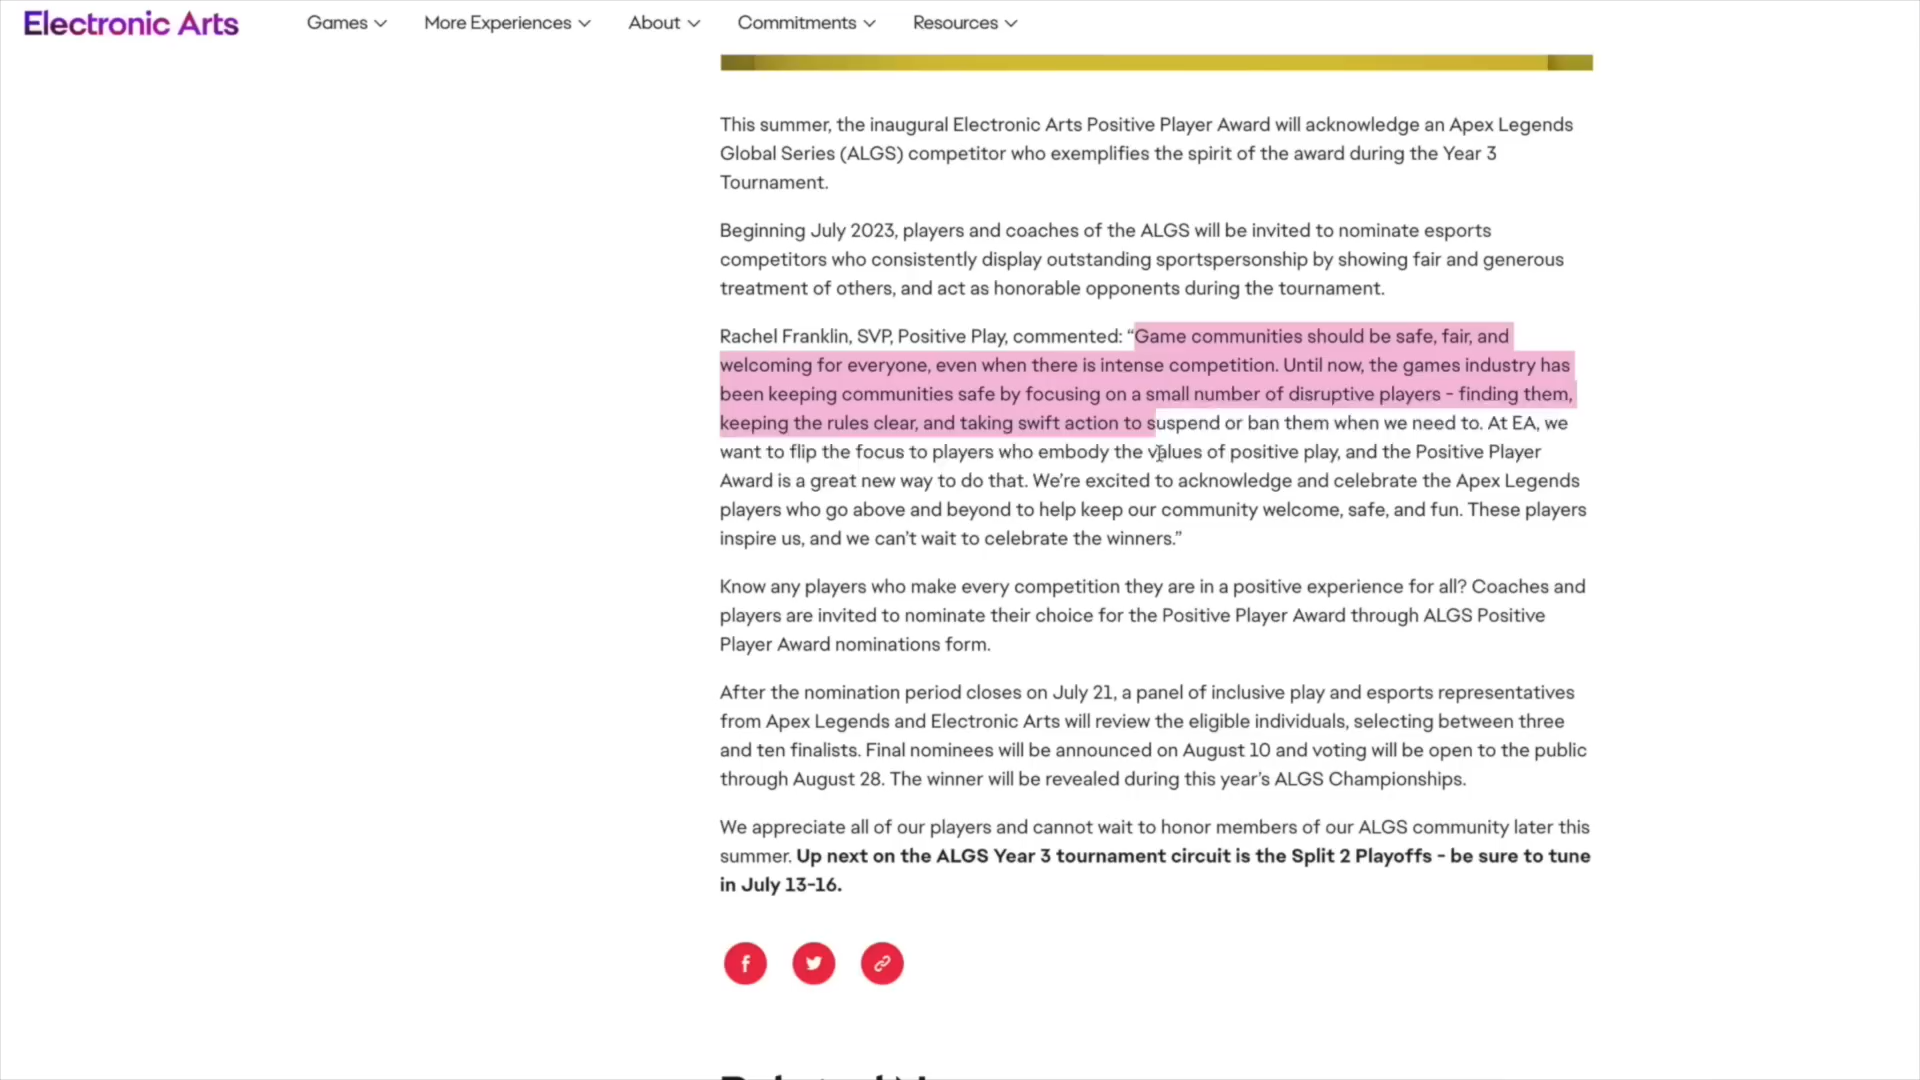 Electronic Arts
Games
More Experiences
About
Commitments
Resources
This summer, the inaugural Electronic Arts Positive Player Award will acknowledge an Apex Legends
Global Series (ALGS) competitor who exemplifies the spirit of the award during the Year 3
Tournament.
Beginning July 2023, players and coaches of the ALGS will be invited to nominate esports
competitors who consistently display outstanding sportspersonship by showing fair and generous
treatment of others, and act as honorable opponents during the tournament.
Rachel Franklin, SVP, Positive Play, commented: “Game communities should be safe, fair, and
welcoming for everyone, even when there is intense competition. Until now, the games industry has
been keeping communities safe by focusing on a small number of disruptive players - finding them,
keeping the rules clear, and taking swift action to suspend or ban them when we need to. At EA, we
want to flip the focus to players who embody the values of positive play, and the Positive Player
Award is a great new way to do that. We’re excited to acknowledge and celebrate the Apex Legends
players who go above and beyond to help keep our community welcome, safe, and fun. These players
inspire us, and we can’t wait to celebrate the winners.”
Know any players who make every competition they are in a positive experience for all? Coaches and
players are invited to nominate their choice for the Positive Player Award through ALGS Positive
Player Award nominations form.
After the nomination period closes on July 21, a panel of inclusive play and esports representatives
from Apex Legends and Electronic Arts will review the eligible individuals, selecting between three
and ten finalists. Final nominees will be announced on August 10 and voting will be open to the public
through August 28. The winner will be revealed during this year’s ALGS Championships.
We appreciate all of our players and cannot wait to honor members of our ALGS community later this
summer. Up next on the ALGS Year 3 tournament circuit is the Split 2 Playoffs - be sure to tune
in July 13-16.